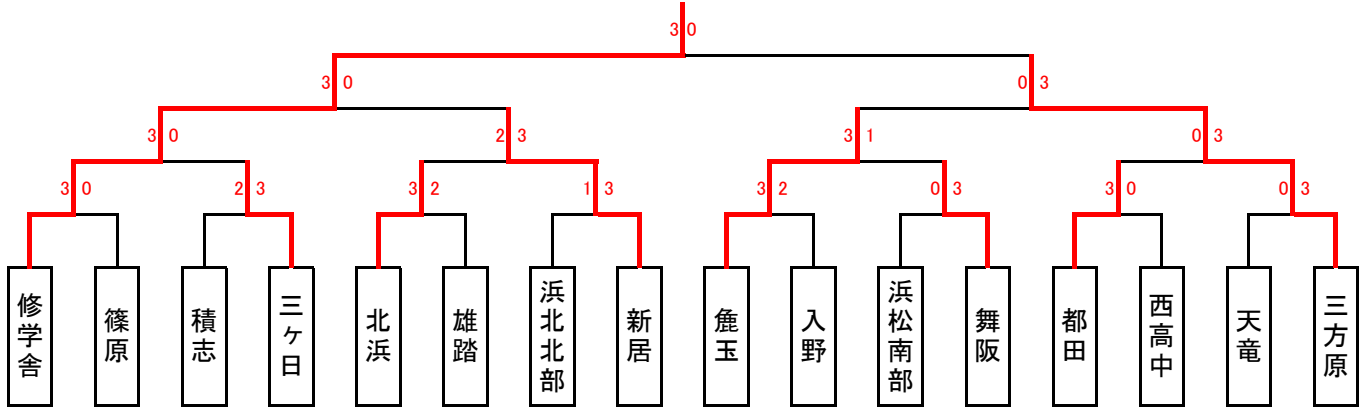 3 0
3 0
0 3
3 0
2 3
3 1
0 3
3 0
2 3
3 2
1 3
3 2
0 3
3 0
0 3
修学舎
篠原
積志
三ヶ日
北浜
雄踏
浜北北部
新居
麁玉
入野
浜松南部
舞阪
都田
西高中
天竜
三方原